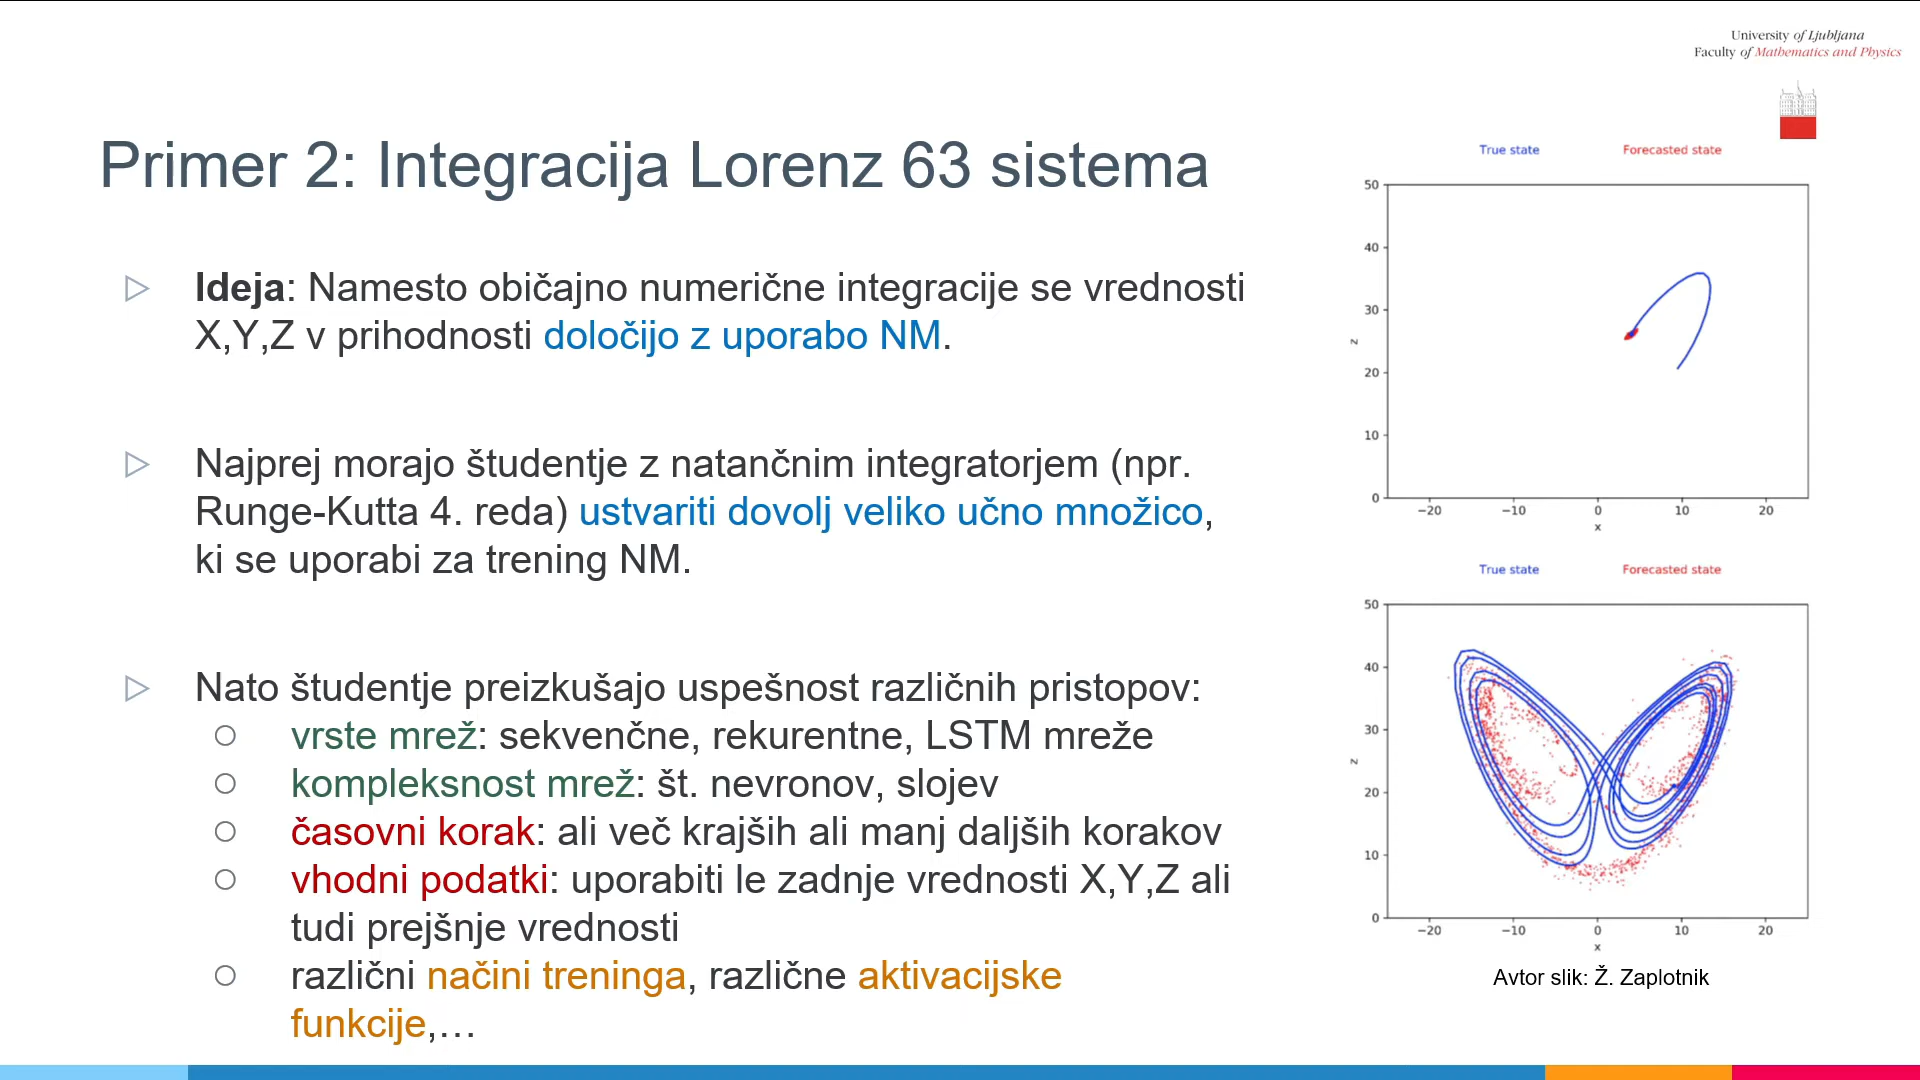 University of Ljubljana
Faculty of Mathematics and Physics
Primer 2: Integracija Lorenz 63 sistema
Ideja: Namesto običajno numerične integracije se vrednosti
X,Y,Z v prihodnosti določijo z uporabo NM.
Najprej morajo študentje z natančnim integratorjem (npr.
Runge-Kutta 4. reda) ustvariti dovolj veliko učno množico,
ki se uporabi za trening NM.
Nato študentje preizkušajo uspešnost različnih pristopov:
vrste mrež: sekvenčne, rekurentne, LSTM mreže
kompleksnost mrež: št. nevronov, slojev
časovni korak: ali več krajših ali manj daljših korakov
vhodni podatki: uporabiti le zadnje vrednosti X,Y,Z ali
tudi prejšnje vrednosti
različni načini treninga, različne aktivacijske
funkcije,…
True state Forecasted state
50
40
30
z
20
10
0
−20 −10 0 10 20
x
True state Forecasted state
50
40
30
z
20
10
0
−20 −10 0 10 20
x
Avtor slik: Ž. Zaplotnik